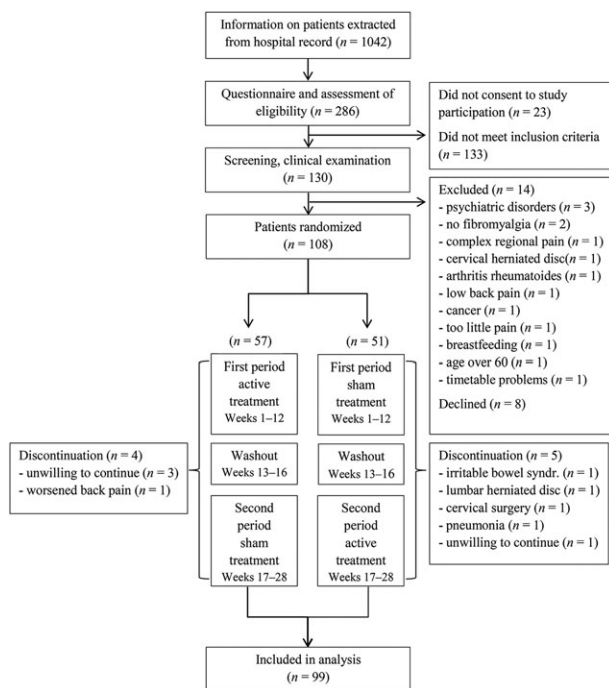 Information on patients extracted
from hospital record (n = 1042)
Questionnaire and assessment of
eligibility (n = 286)
Did not consent to study
participation (n = 23)
Did not meet inclusion criteria
(n = 133)
Screening, clinical examination
(n = 130)
Excluded (n = 14)
- psychiatric disorders (n = 3)
- no fibromyalgia (n = 2)
- complex regional pain (n = 1)
- cervical herniated disc(n = 1)
- arthritis rheumatoides (n = 1)
- low back pain (n = 1)
- cancer (n = 1)
- too little pain (n = 1)
- breastfeeding (n = 1)
- age over 60 (n = 1)
- timetable problems (n = 1)
Declined (n = 8)
Patients randomized
(n = 108)
(n = 57)
(n = 51)
First period
active
treatment
Weeks 1–12
First period
sham
treatment
Weeks 1–12
Washout
Weeks 13–16
Washout
Weeks 13–16
Second
period
sham
treatment
Weeks 17–28
Second
period
active
treatment
Weeks 17–28
Discontinuation (n = 4)
- unwilling to continue (n = 3)
- worsened back pain (n = 1)
Discontinuation (n = 5)
- irritable bowel syndr. (n = 1)
- lumbar herniated disc (n = 1)
- cervical surgery (n = 1)
- pneumonia (n = 1)
- unwilling to continue (n = 1)
Included in analysis
(n = 99)